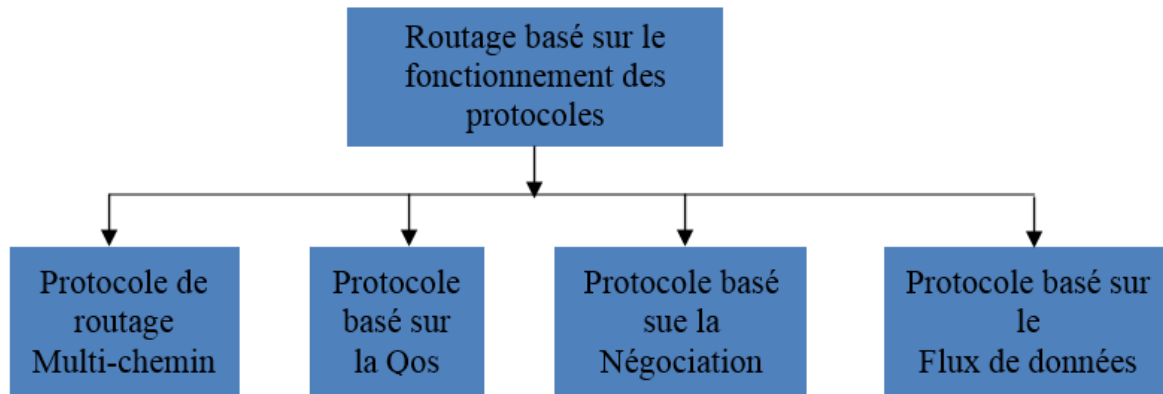 Routage basé sur le
fonctionnement des
protocoles
Protocole de
routage
Multi-chemin
Protocole
basé sur
la Qos
Protocole basé
sue la
Négociation
Protocole basé sur
le
Flux de données